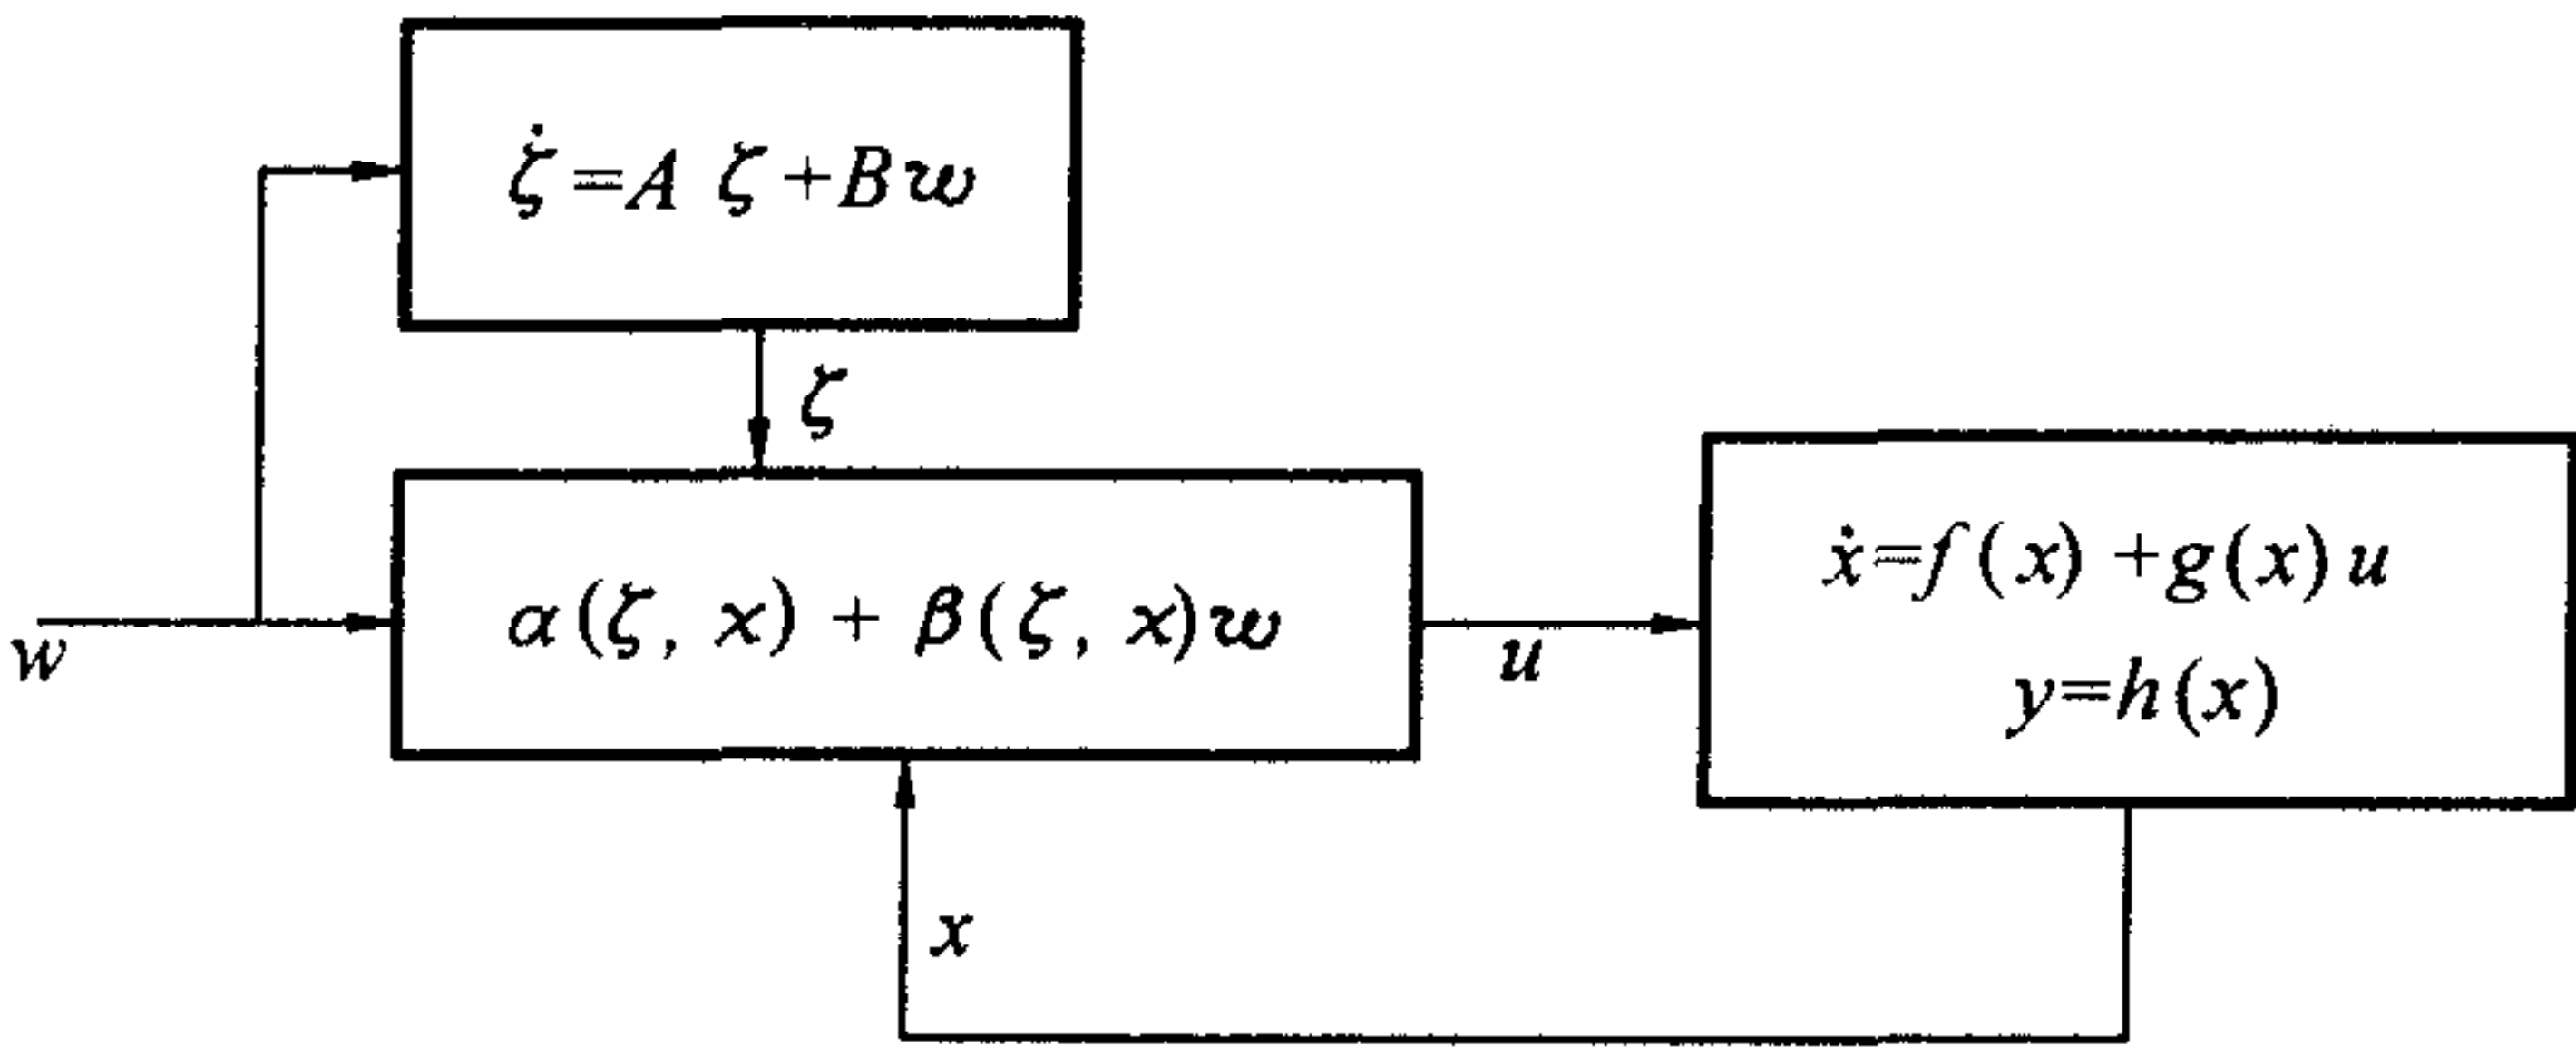 ζ̇=A ζ+Bw
ζ
α(ζ, x) + β(ζ, x)w
w
u
ẋ=f(x)+g(x)u
y=h(x)
x